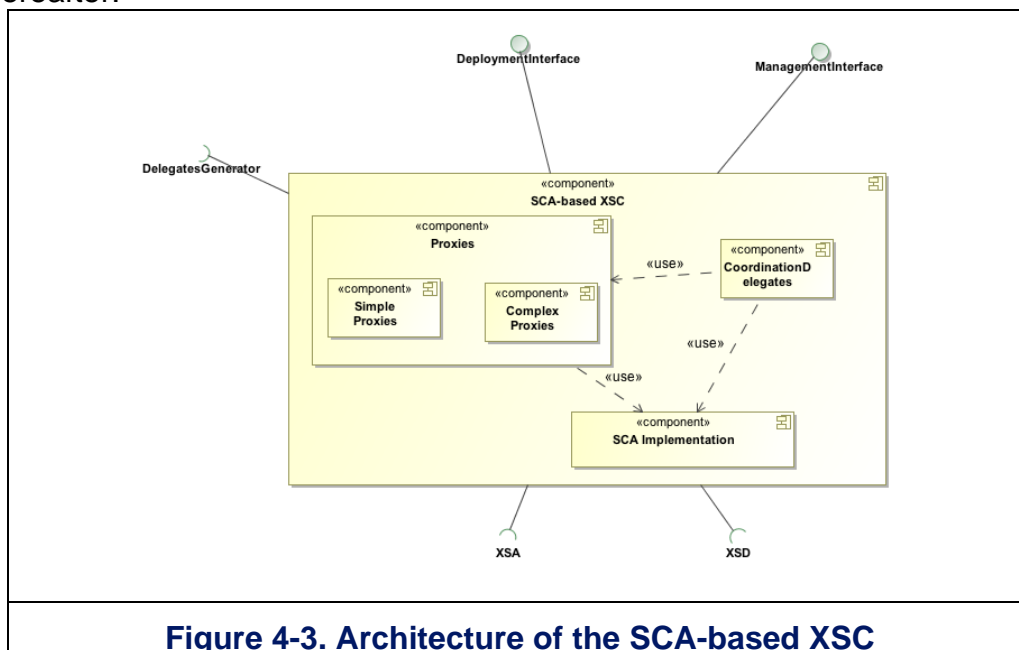 DeploymentInterface
ManagementInterface
DelegatesGenerator
«component»
SCA-based XSC
«component»
Proxies
«component»
Simple
Proxies
«component»
Complex
Proxies
«use»
«component»
CoordinationD
elegates
«use»
«use»
«component»
SCA Implementation
XSA
XSD
Figure 4-3. Architecture of the SCA-based XSC